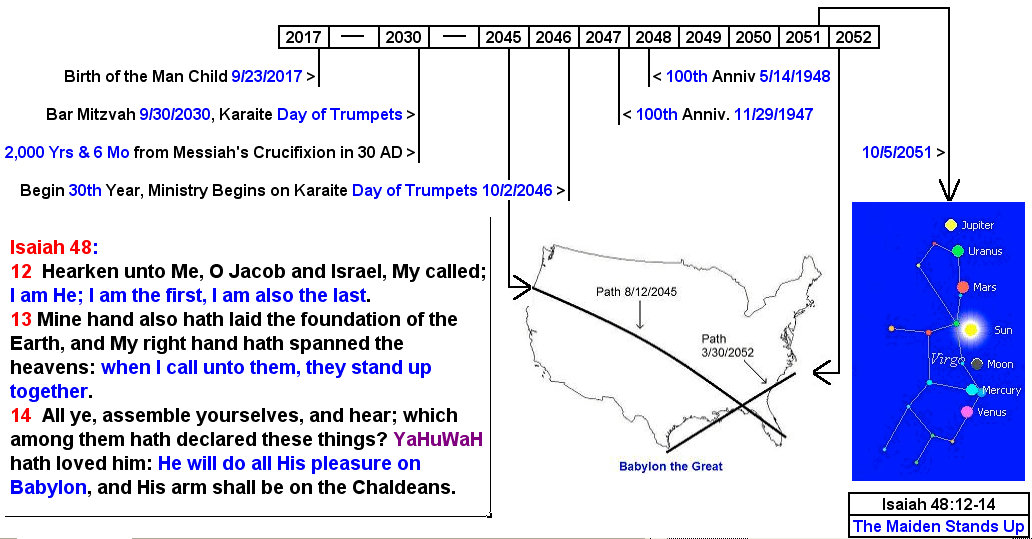 2017 — 2030 — 2045 2046 2047 2048 2049 2050 2051 2052
Birth of the Man Child 9/23/2017 >
< 100th Anniv 5/14/1948
Bar Mitzvah 9/30/2030, Karaite Day of Trumpets >
< 100th Anniv. 11/29/1947
2,000 Yrs & 6 Mo from Messiah's Crucifixion in 30 AD >
10/5/2051 >
Begin 30th Year, Ministry Begins on Karaite Day of Trumpets 10/2/2046 >
Isaiah 48:
12 Hearken unto Me, O Jacob and Israel, My called;
I am He; I am the first, I am also the last.
13 Mine hand also hath laid the foundation of the
Earth, and My right hand hath spanned the
heavens: when I call unto them, they stand up
together.
14 All ye, assemble yourselves, and hear; which
among them hath declared these things? YaHuWaH
hath loved him: He will do all His pleasure on
Babylon, and His arm shall be on the Chaldeans.
Path 8/12/2045
Path
3/30/2052
Babylon the Great
Jupiter
Uranus
Mars
Sun
Virgo
Moon
Mercury
Venus
Isaiah 48:12-14
The Maiden Stands Up